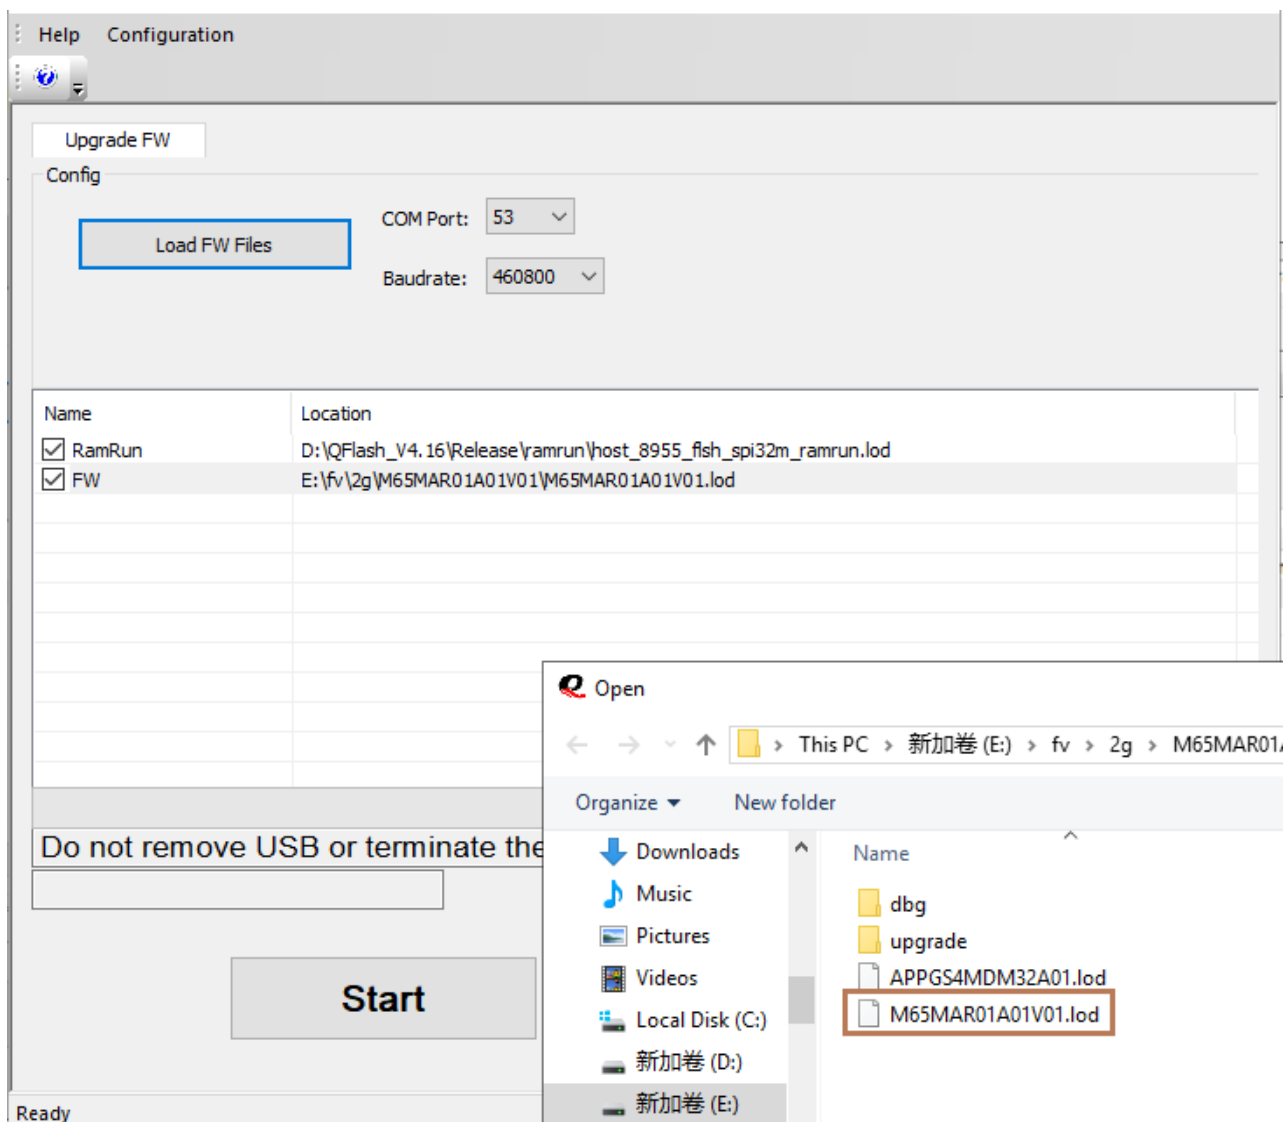 Help Configuration
Upgrade FW
Config
Load FW Files
COM Port: 53
Baudrate: 460800
Name Location
RamRun D:\QFlash_V4.16\Release\ramrun\host_8955_flsh_spi32m_ramrun.lod
FW E:\fv\2g\M65MAR01A01V01\M65MAR01A01V01.lod
Do not remove USB or terminate the
Start
Ready
Open
This PC > 新加卷 (E:) > fv > 2g > M65MAR01
Organize New folder
Downloads
Music
Pictures
Videos
Local Disk (C:)
新加卷 (D:)
新加卷 (E:)
Name
dbg
upgrade
APPGS4MDM32A01.lod
M65MAR01A01V01.lod